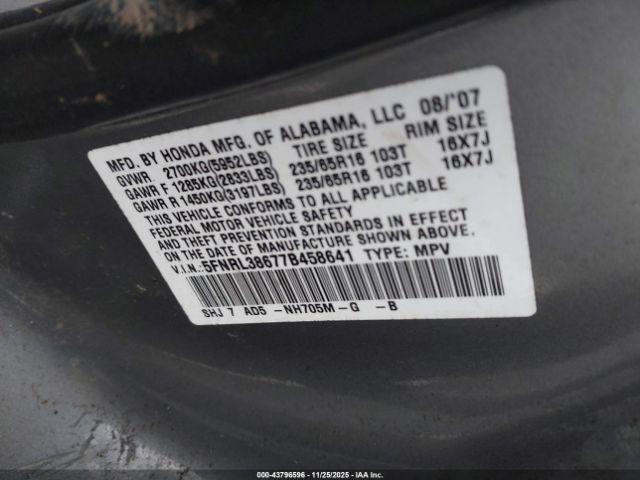 MFD. BY HONDA MFG. OF ALABAMA, LLC 08/'07
TIRE SIZE RIM SIZE
GVWR 2700KG(5952LBS)
GAWR F 1285KG(2833LBS) 235/65R16 103T 16X7J
GAWR R 1450KG(3197LBS) 235/65R16 103T 16X7J
THIS VEHICLE CONFORMS TO ALL APPLICABLE
FEDERAL MOTOR VEHICLE SAFETY
AND THEFT PREVENTION STANDARDS IN EFFECT
ON THE DATE OF MANUFACTURE SHOWN ABOVE.
V.I.N.: 5FNRL38677B458641 TYPE: MPV
SHJ 7 AD5 -NH705M-G -B
© 43796596 - 11/25/2025 - IAA Inc.